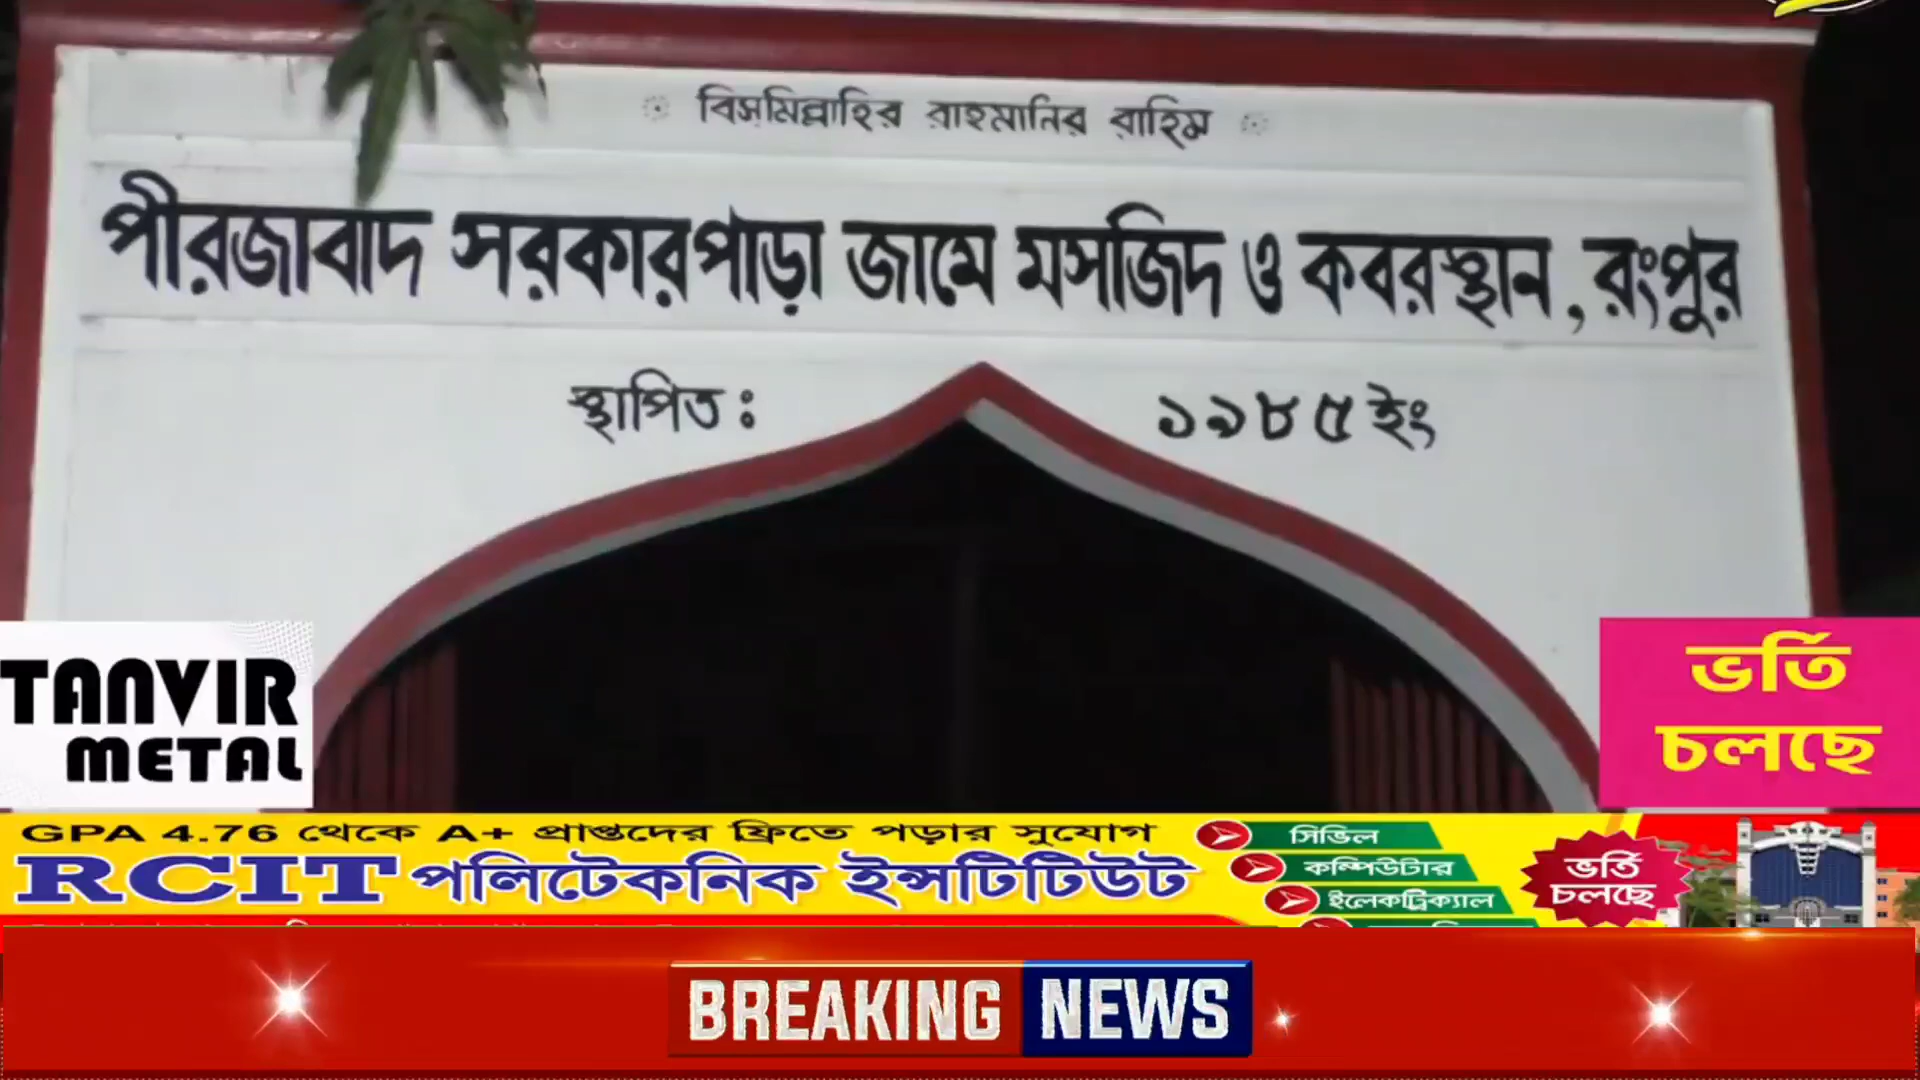 বিসমিল্লাহির রাহমানির রাহিম
পীরজাবাদ সরকারপাড়া জামে মসজিদ ও কবরস্থান, রংপুর
স্থাপিত : ১৯৮৫ ইং
TANVIR
METAL
ভর্তি
চলছে
GPA 4.76 থেকে A+ প্রাপ্তদের ফ্রিতে পড়ার সুযোগ
RCIT পলিটেকনিক ইন্সটিটিউট
সিভিল
কম্পিউটার
ইলেকট্রিক্যাল
ভর্তি
চলছে
BREAKING NEWS